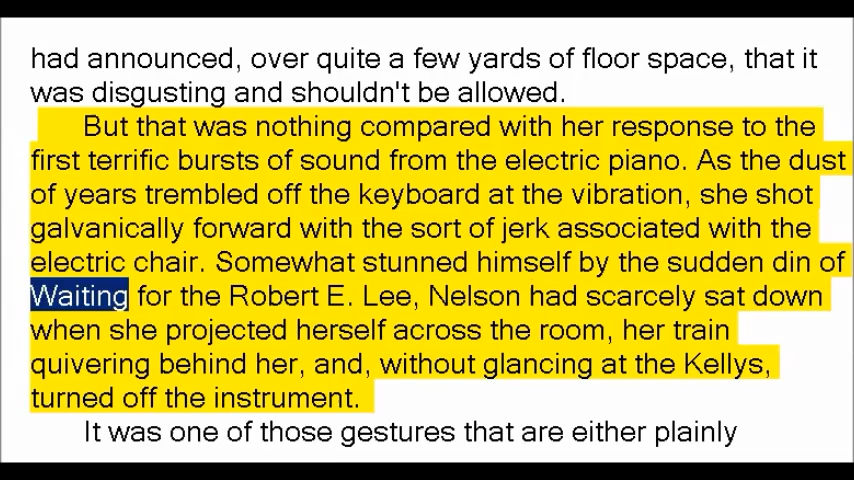 had announced, over quite a few yards of floor space, that it
was disgusting and shouldn't be allowed.
But that was nothing compared with her response to the
first terrific bursts of sound from the electric piano. As the dust
of years trembled off the keyboard at the vibration, she shot
galvanically forward with the sort of jerk associated with the
electric chair. Somewhat stunned himself by the sudden din of
Waiting for the Robert E. Lee, Nelson had scarcely sat down
when she projected herself across the room, her train
quivering behind her, and, without glancing at the Kellys,
turned off the instrument.
It was one of those gestures that are either plainly